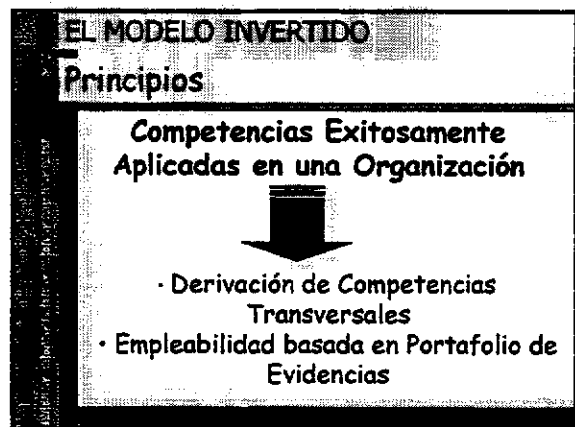 EL MODELO INVERTIDO
Principios
Competencias Exitosamente
Aplicadas en una Organización
· Derivación de Competencias
Transversales
· Empleabilidad basada en Portafolio de
Evidencias